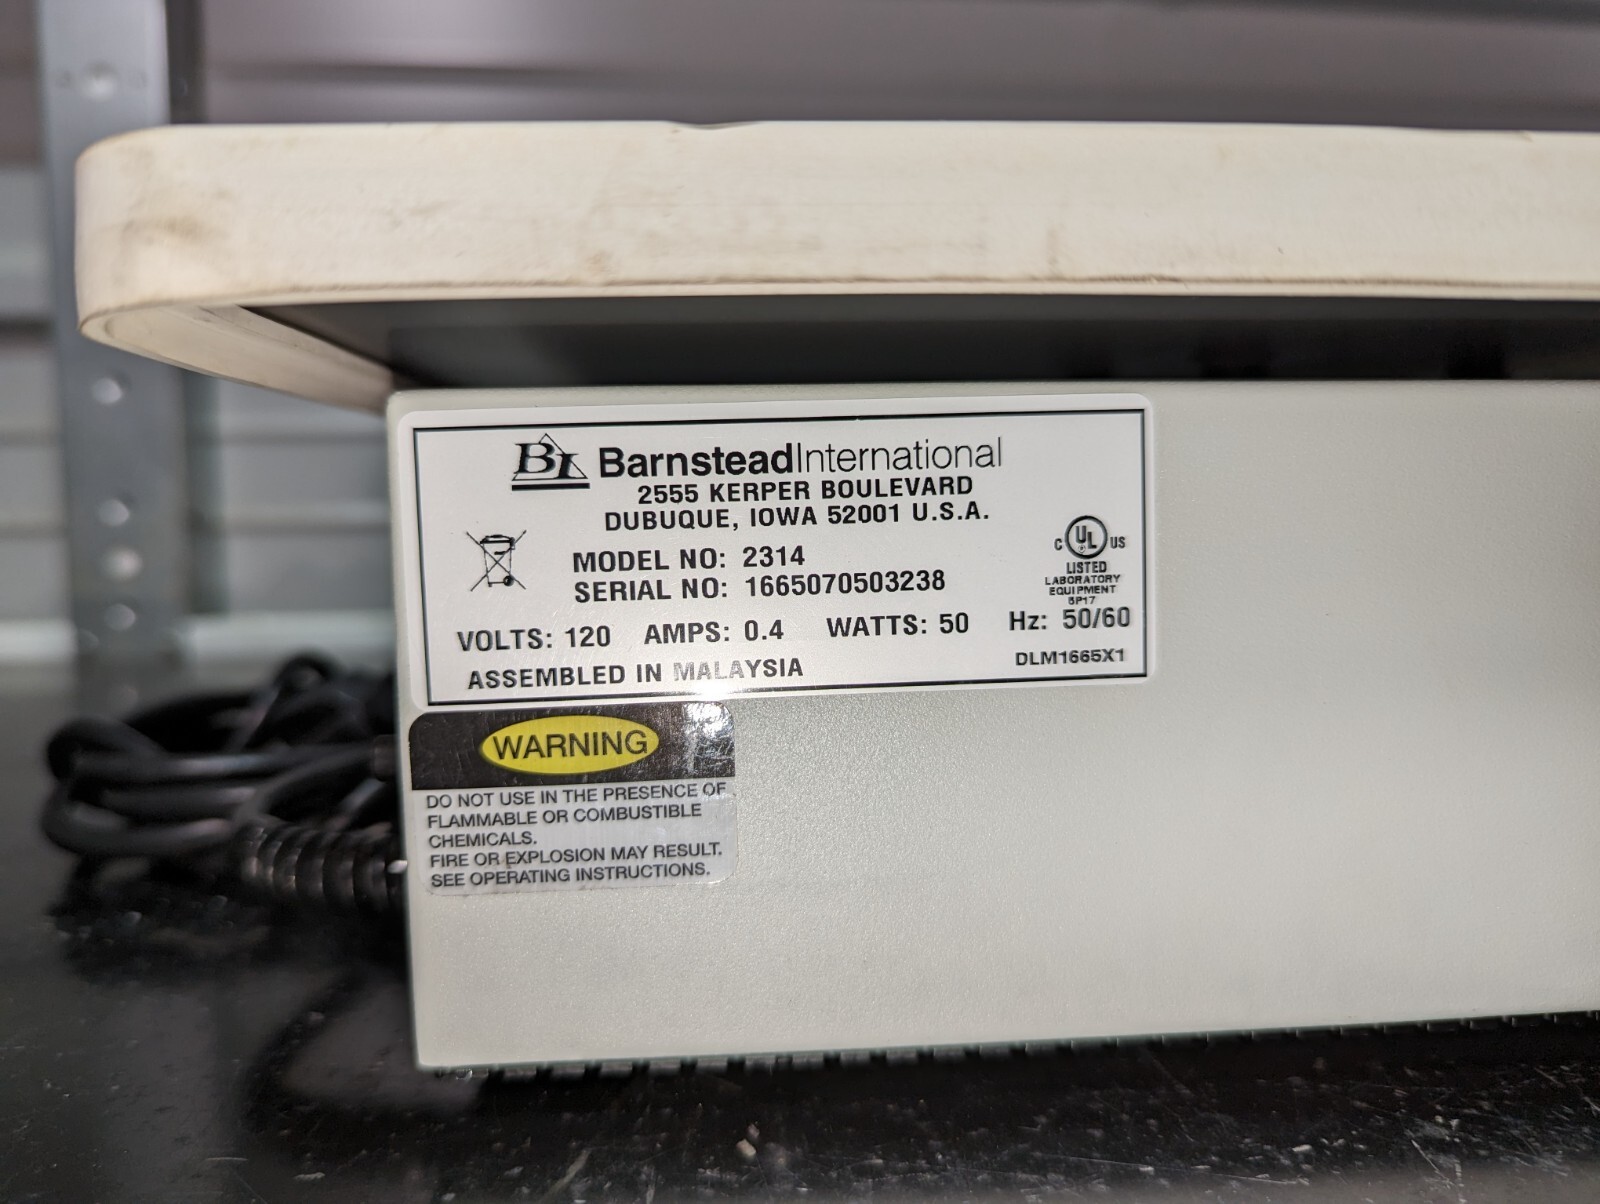 BI BarnsteadInternational
2555 KERPER BOULEVARD
DUBUQUE, IOWA 52001 U.S.A.
MODEL NO: 2314
SERIAL NO: 1665070503238
C UL US
LISTED
LABORATORY
EQUIPMENT
5P17
VOLTS: 120 AMPS: 0.4 WATTS: 50 Hz: 50/60
ASSEMBLED IN MALAYSIA
DLM1665X1
WARNING
DO NOT USE IN THE PRESENCE OF
FLAMMABLE OR COMBUSTIBLE
CHEMICALS.
FIRE OR EXPLOSION MAY RESULT.
SEE OPERATING INSTRUCTIONS.